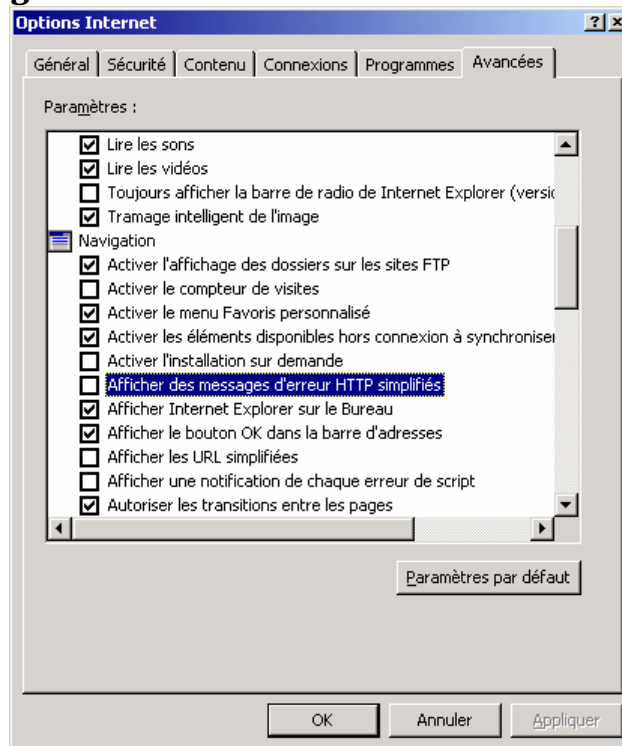 Options Internet
Général Sécurité Contenu Connexions Programmes Avancées
Paramètres :
Lire les sons
Lire les vidéos
Toujours afficher la barre de radio de Internet Explorer (versio
Tramage intelligent de l'image
Navigation
Activer l'affichage des dossiers sur les sites FTP
Activer le compteur de visites
Activer le menu Favoris personnalisé
Activer les éléments disponibles hors connexion à synchroniser
Activer l'installation sur demande
Afficher des messages d'erreur HTTP simplifiés
Afficher Internet Explorer sur le Bureau
Afficher le bouton OK dans la barre d'adresses
Afficher les URL simplifiées
Afficher une notification de chaque erreur de script
Autoriser les transitions entre les pages
Paramètres par défaut
OK Annuler Appliquer